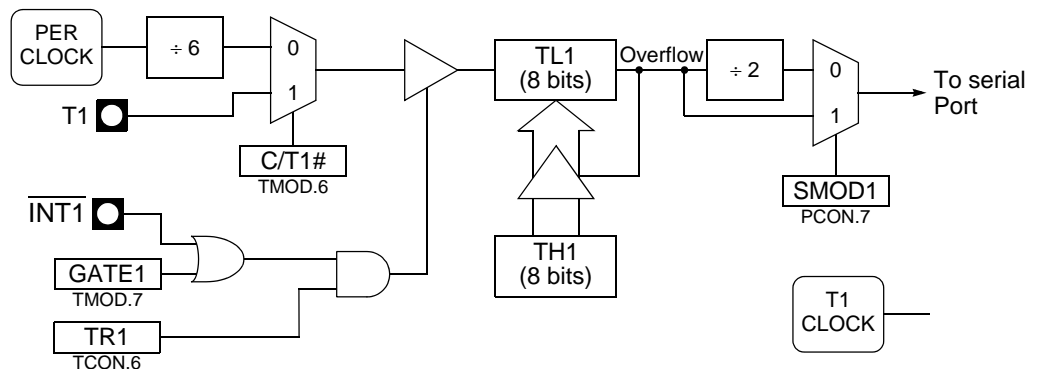 PER
CLOCK
÷ 6
0
1
T1
C/T1#
TMOD.6
TL1
(8 bits)
Overflow
÷ 2
0
1
To serial
Port
SMOD1
PCON.7
INT1
GATE1
TMOD.7
TR1
TCON.6
TH1
(8 bits)
T1
CLOCK